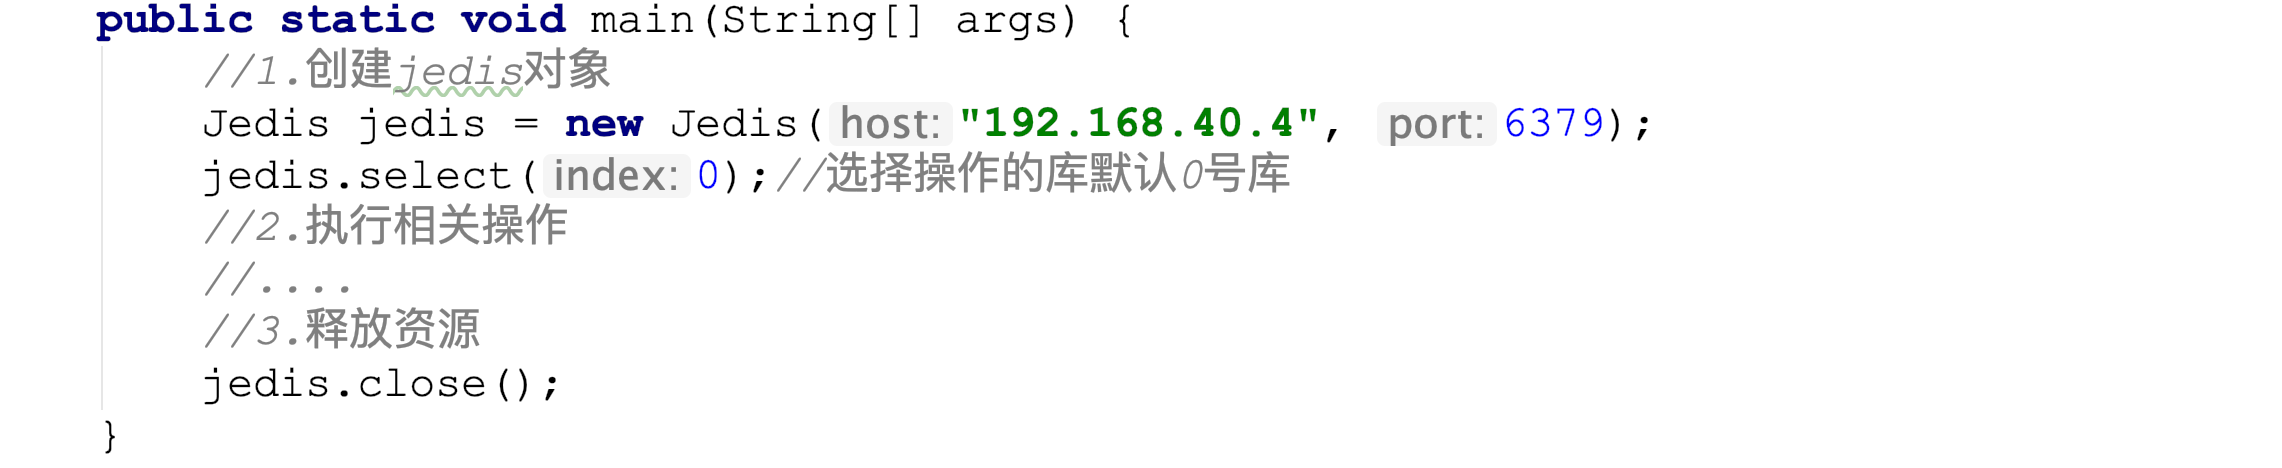 public static void main(String[] args) {
//1.创建jedis对象
Jedis jedis = new Jedis( host: "192.168.40.4", port: 6379);
jedis.select( index: 0);//选择操作的库默认0号库
//2.执行相关操作
//....
//3.释放资源
jedis.close();
}